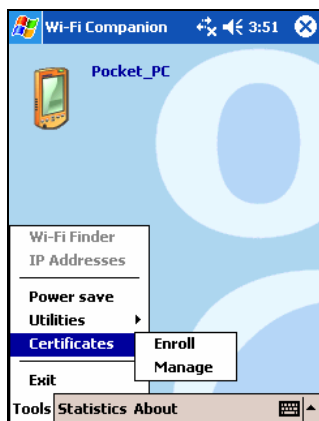 Wi-Fi Companion 3:51
Pocket_PC
Wi-Fi Finder
IP Addresses
Power save
Utilities
Certificates
Enroll
Manage
Exit
Tools Statistics About